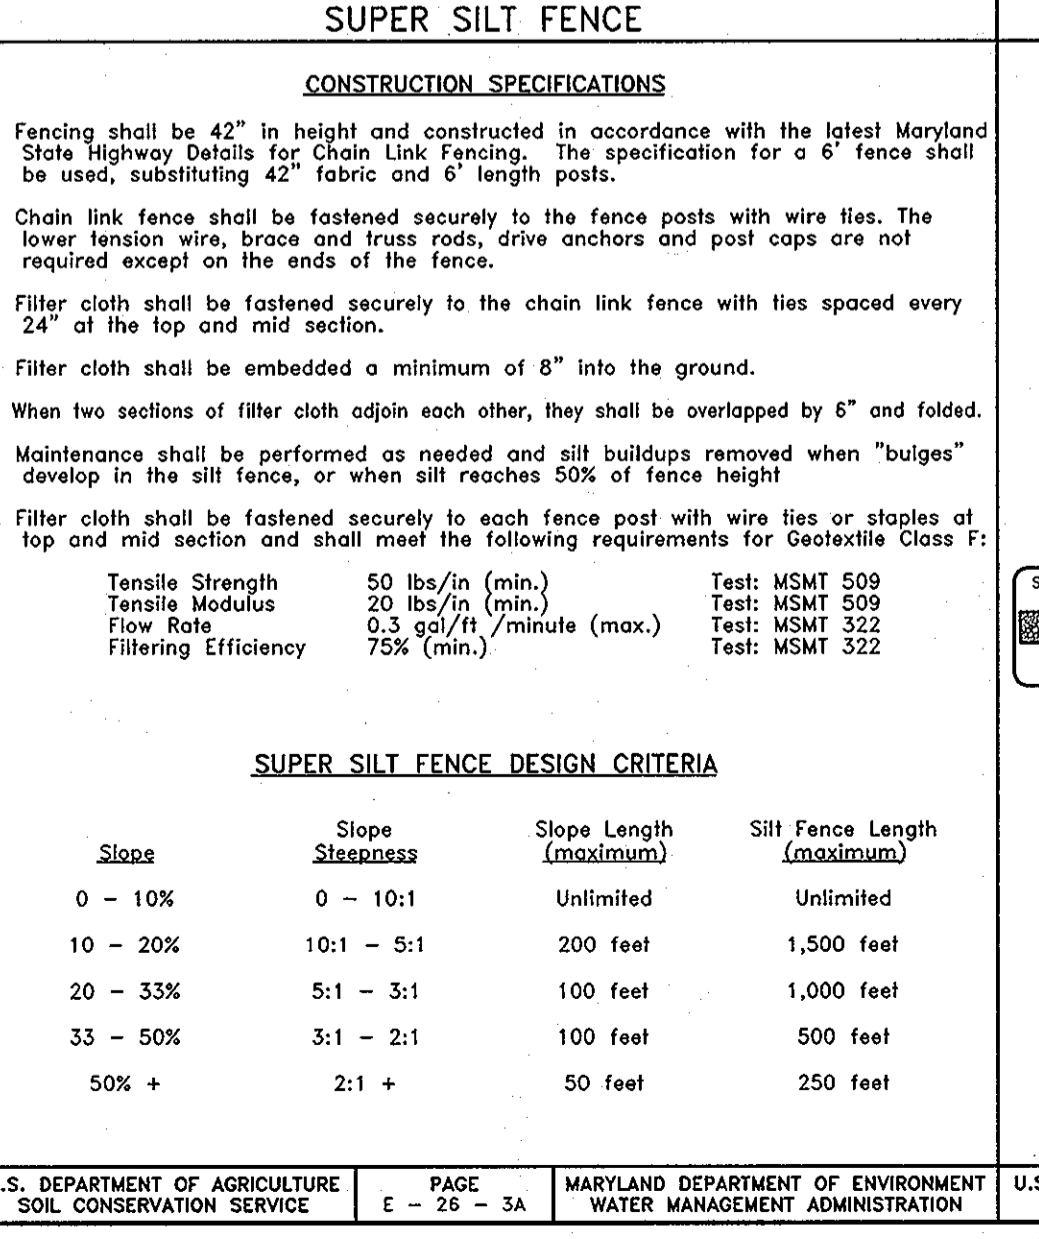 SUPER SILT FENCE
CONSTRUCTION SPECIFICATIONS
Fencing shall be 42" in height and constructed in accordance with the latest Maryland
State Highway Details for Chain Link Fencing. The specification for a 6' fence shall
be used, substituting 42" fabric and 6' length posts.
Chain link fence shall be fastened securely to the fence posts with wire ties. The
lower tension wire, brace and truss rods, drive anchors and post caps are not
required except on the ends of the fence.
Filter cloth shall be fastened securely to the chain link fence with ties spaced every
24" at the top and mid section.
Filter cloth shall be embedded a minimum of 8" into the ground.
When two sections of filter cloth adjoin each other, they shall be overlapped by 6" and folded.
Maintenance shall be performed as needed and silt buildups removed when "bulges"
develop in the silt fence, or when silt reaches 50% of fence height
Filter cloth shall be fastened securely to each fence post with wire ties or staples at
top and mid section and shall meet the following requirements for Geotextile Class F:
Tensile Strength 50 lbs/in (min.) Test: MSMT 509
Tensile Modulus 20 lbs/in (min.) Test: MSMT 509
Flow Rate 0.3 gal/ft /minute (max.) Test: MSMT 322
Filtering Efficiency 75% (min.) Test: MSMT 322
SUPER SILT FENCE DESIGN CRITERIA
Slope Slope Length Silt Fence Length
Slope Steepness (maximum) (maximum)
0 – 10% 0 – 10:1 Unlimited Unlimited
10 – 20% 10:1 – 5:1 200 feet 1,500 feet
20 – 33% 5:1 – 3:1 100 feet 1,000 feet
33 – 50% 3:1 – 2:1 100 feet 500 feet
50% + 2:1 + 50 feet 250 feet
.S. DEPARTMENT OF AGRICULTURE PAGE MARYLAND DEPARTMENT OF ENVIRONMENT U.S
SOIL CONSERVATION SERVICE E – 26 – 3A WATER MANAGEMENT ADMINISTRATION